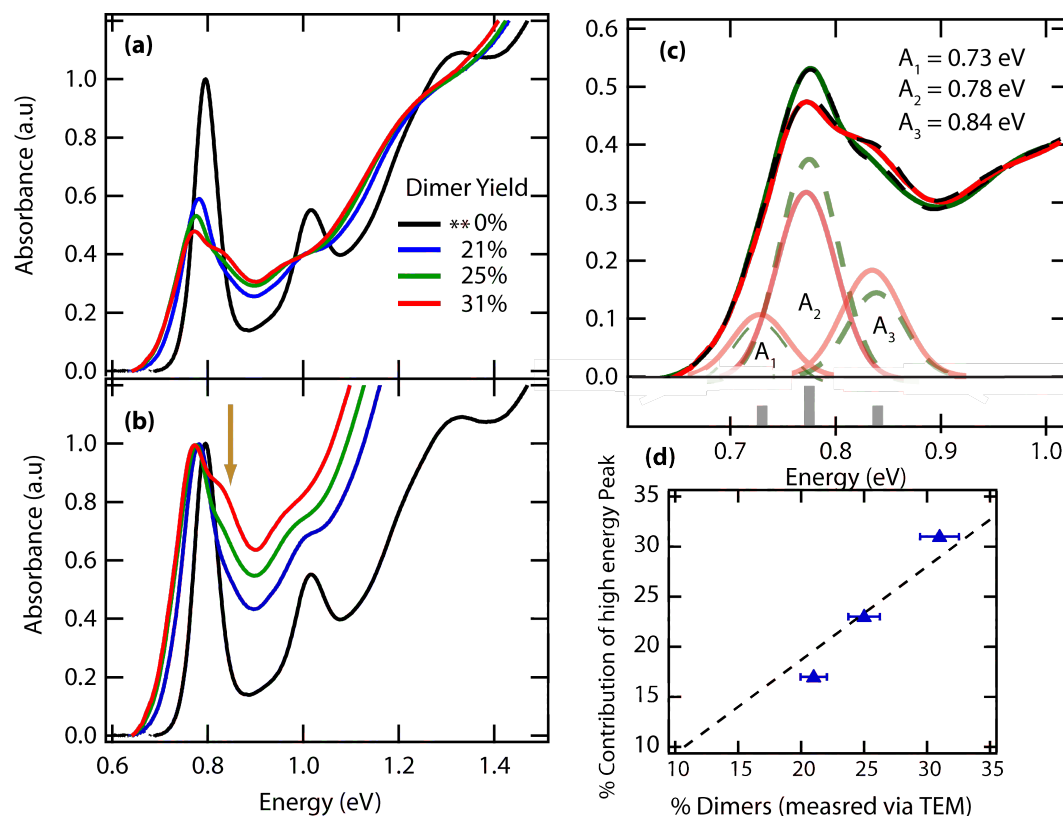 (a)
Absorbance (a.u)
1.0
0.8
0.6
0.4
0.2
0.0
Dimer Yield
** 0%
21%
25%
31%
(b)
Absorbance (a.u)
1.0
0.8
0.6
0.4
0.2
0.0
0.6 0.8 1.0 1.2 1.4
Energy (eV)
(c)
0.6
0.5
0.4
0.3
0.2
0.1
0.0
A1 = 0.73 eV
A2 = 0.78 eV
A3 = 0.84 eV
A1
A2
A3
0.7 0.8 0.9 1.0
Energy (eV)
(d)
% Contribution of high energy Peak
35
30
22
17
10
10 15 20 25 30 35
% Dimers (measred via TEM)